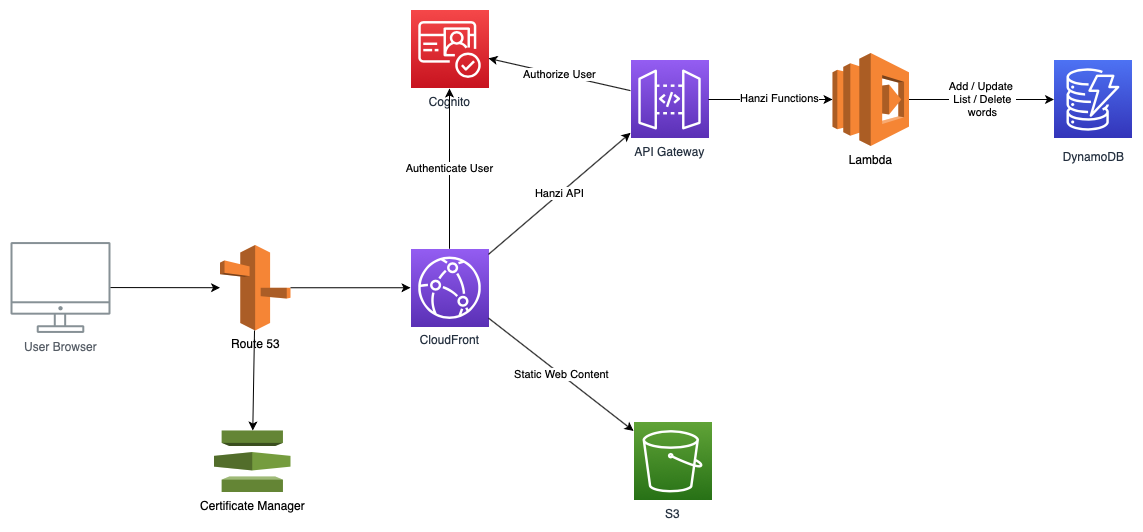 Cognito
Authorize User
API Gateway
Hanzi Functions
Lambda
Add / Update
List / Delete
words
DynamoDB
Authenticate User
Hanzi API
User Browser
Route 53
CloudFront
Static Web Content
Certificate Manager
S3